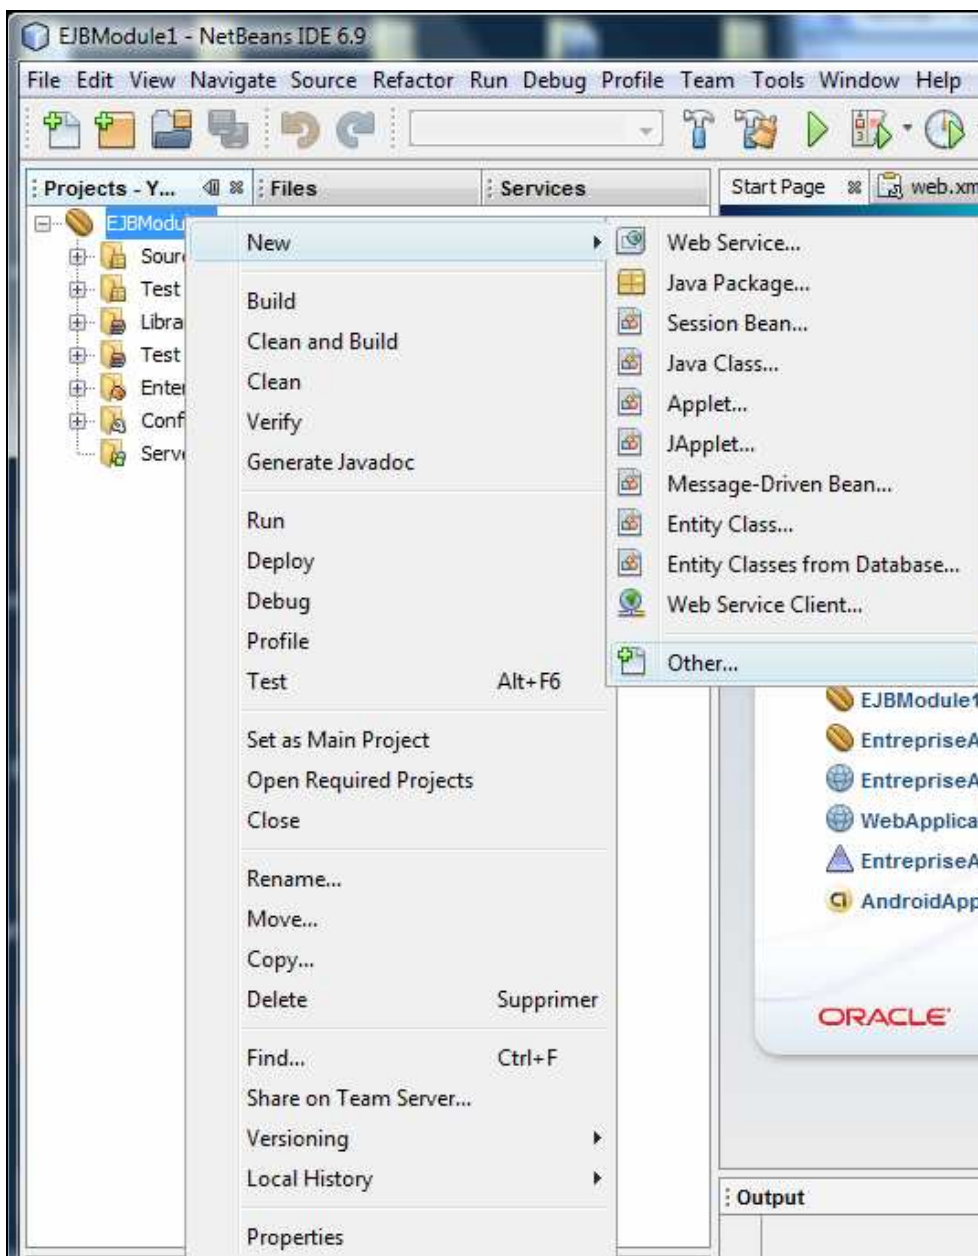 EJBModule1 - NetBeans IDE 6.9
File Edit View Navigate Source Refactor Run Debug Profile Team Tools Window Help
Projects - Y... Files Services Start Page web.xm
EJBModu
Sour
Test
Libra
Test
Enter
Conf
Serve
New
Build
Clean and Build
Clean
Verify
Generate Javadoc
Run
Deploy
Debug
Profile
Test Alt+F6
Set as Main Project
Open Required Projects
Close
Rename...
Move...
Copy...
Delete Supprimer
Find... Ctrl+F
Share on Team Server...
Versioning
Local History
Properties
Web Service...
Java Package...
Session Bean...
Java Class...
Applet...
JApplet...
Message-Driven Bean...
Entity Class...
Entity Classes from Database...
Web Service Client...
Other...
EJBModule1
EntrepriseA
EntrepriseA
WebApplica
EntrepriseA
AndroidApp
ORACLE
Output